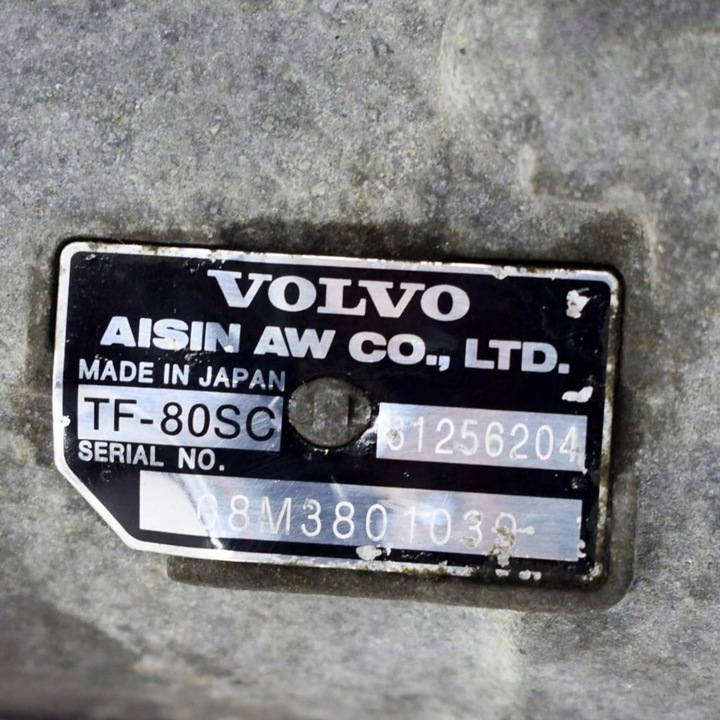 VOLVO
AISIN AW CO., LTD.
MADE IN JAPAN
TF-80SC 31256204
SERIAL NO.
08M3801039